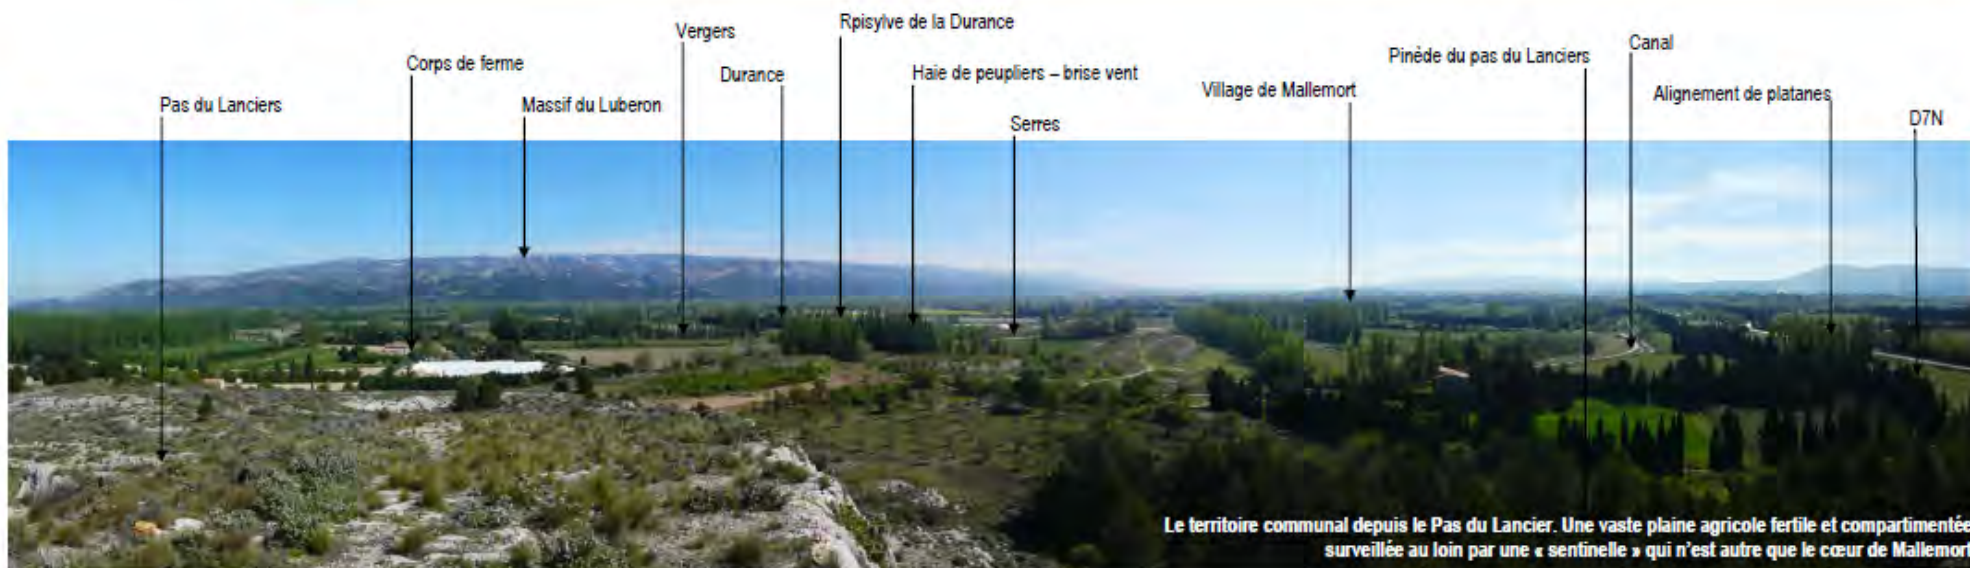 Rpisylve de la Durance
Vergers
Canal
Pinède du pas du Lanciers
Corps de ferme
Durance
Haie de peupliers – brise vent
Village de Mallemort
Alignement de platanes
Pas du Lanciers
Massif du Luberon
D7N
Serres
Le territoire communal depuis le Pas du Lancier. Une vaste plaine agricole fertile et compartimentée
surveillée au loin par une « sentinelle » qui n'est autre que le cœur de Mallemort